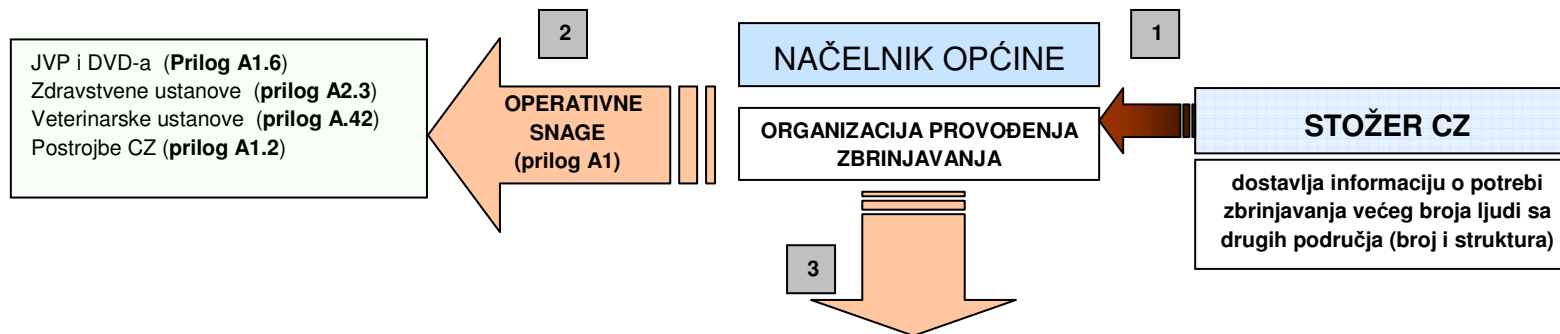 2
1
NAČELNIK OPĆINE
JVP i DVD-a (Prilog A1.6)
Zdravstvene ustanove (prilog A2.3)
Veterinarske ustanove (prilog A.42)
Postrojbe CZ (prilog A1.2)
OPERATIVNE
SNAGE
(prilog A1)
ORGANIZACIJA PROVOĐENJA
ZBRINJAVANJA
STOŽER CZ
dostavlja informaciju o potrebi
zbrinjavanja većeg broja ljudi sa
drugih područja (broj i struktura)
3